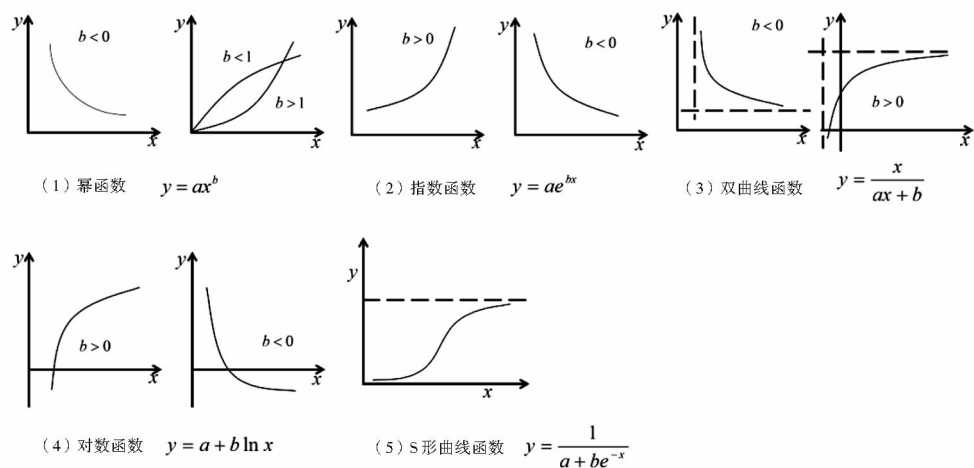 y b<0 x
y b<1 b>1 x
y b>0 x
y b<0 x
y b<0 x
y b>0 x
(1)幂函数 y = ax^b
(2)指数函数 y = ae^{bx}
(3)双曲线函数 y = \frac{x}{ax+b}
y b>0 x
y b<0 x
y x
(4)对数函数 y = a + b ln x
(5)S形曲线函数 y = \frac{1}{a+be^{-x}}